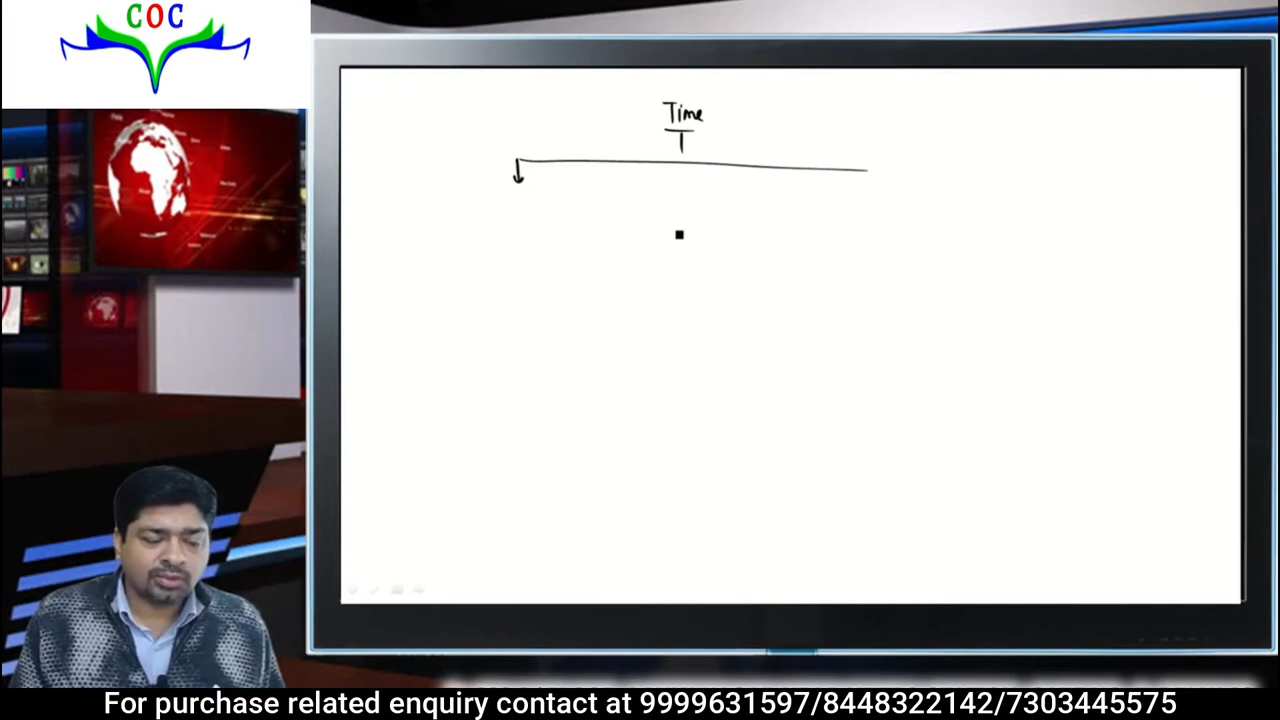 COC
Time
For purchase related enquiry contact at 9999631597/8448322142/7303445575